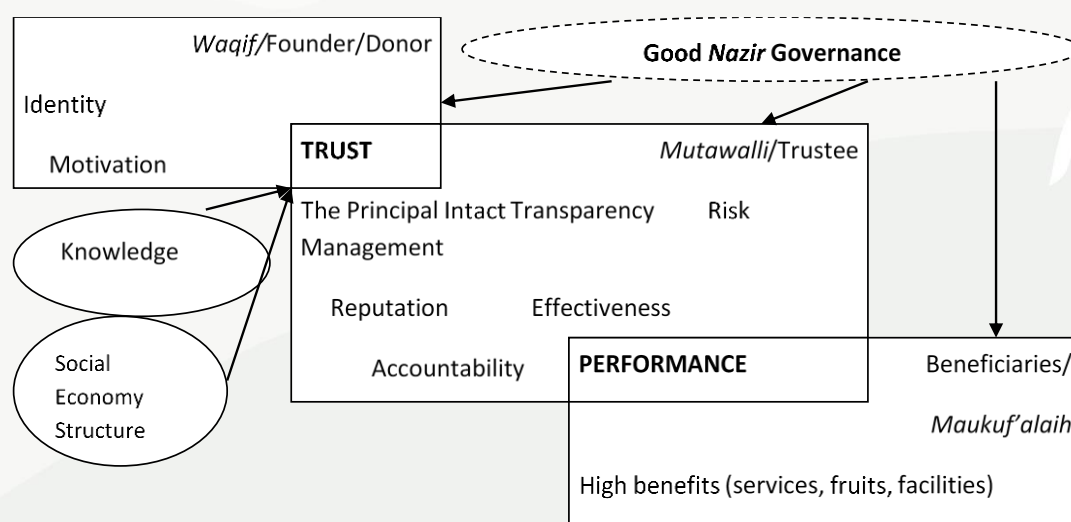 Waqif/Founder/Donor
Good Nazir Governance
Identity
Motivation
TRUST
Mutawalli/Trustee
The Principal Intact Transparency Risk
Management
Knowledge
Reputation Effectiveness
Accountability
Social
Economy
Structure
PERFORMANCE
Beneficiaries/
Maukuf’alaih
High benefits (services, fruits, facilities)